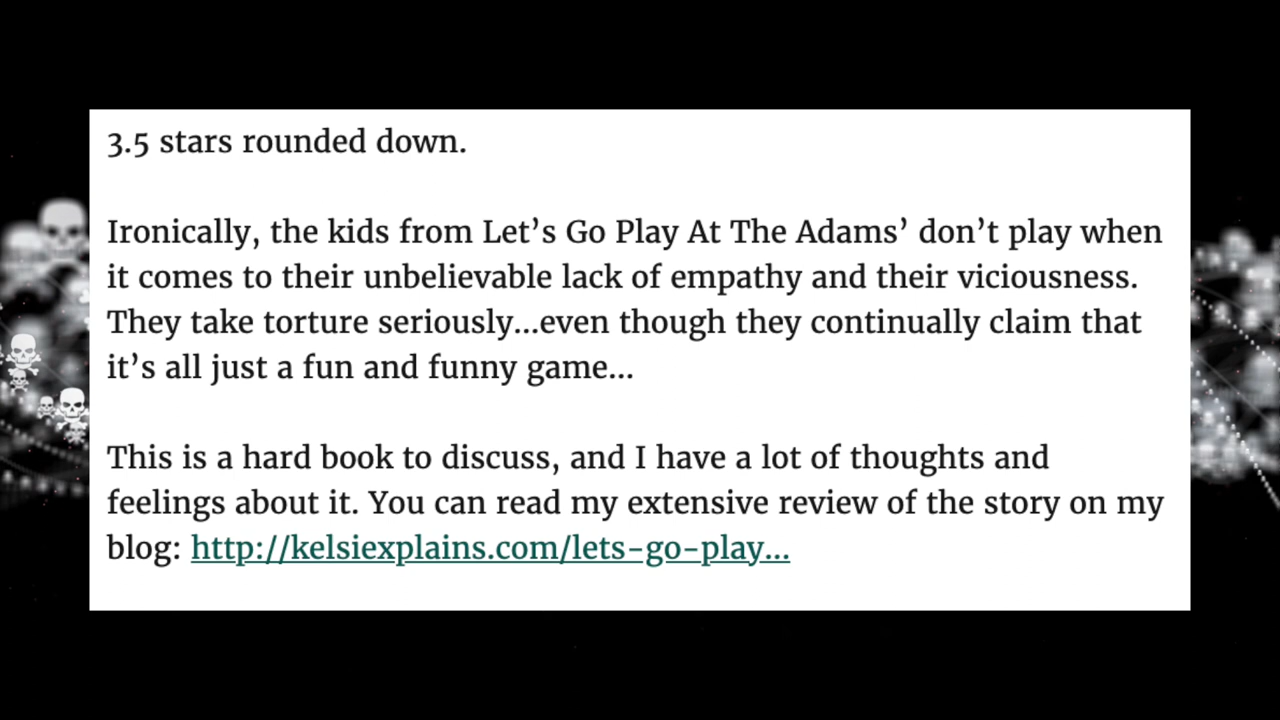 3.5 stars rounded down.
Ironically, the kids from Let’s Go Play At The Adams’ don’t play when
it comes to their unbelievable lack of empathy and their viciousness.
They take torture seriously...even though they continually claim that
it’s all just a fun and funny game...
This is a hard book to discuss, and I have a lot of thoughts and
feelings about it. You can read my extensive review of the story on my
blog: http://kelsiexplains.com/lets-go-play...